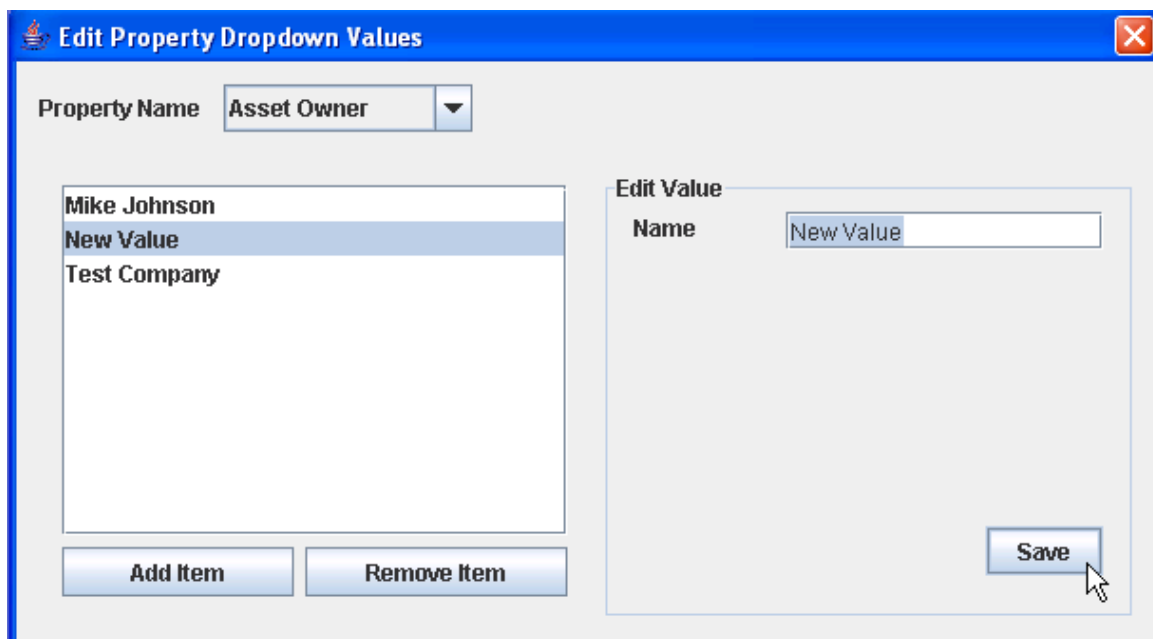 Edit Property Dropdown Values
Property Name Asset Owner
Mike Johnson
New Value
Test Company
Add Item Remove Item
Edit Value
Name New Value
Save